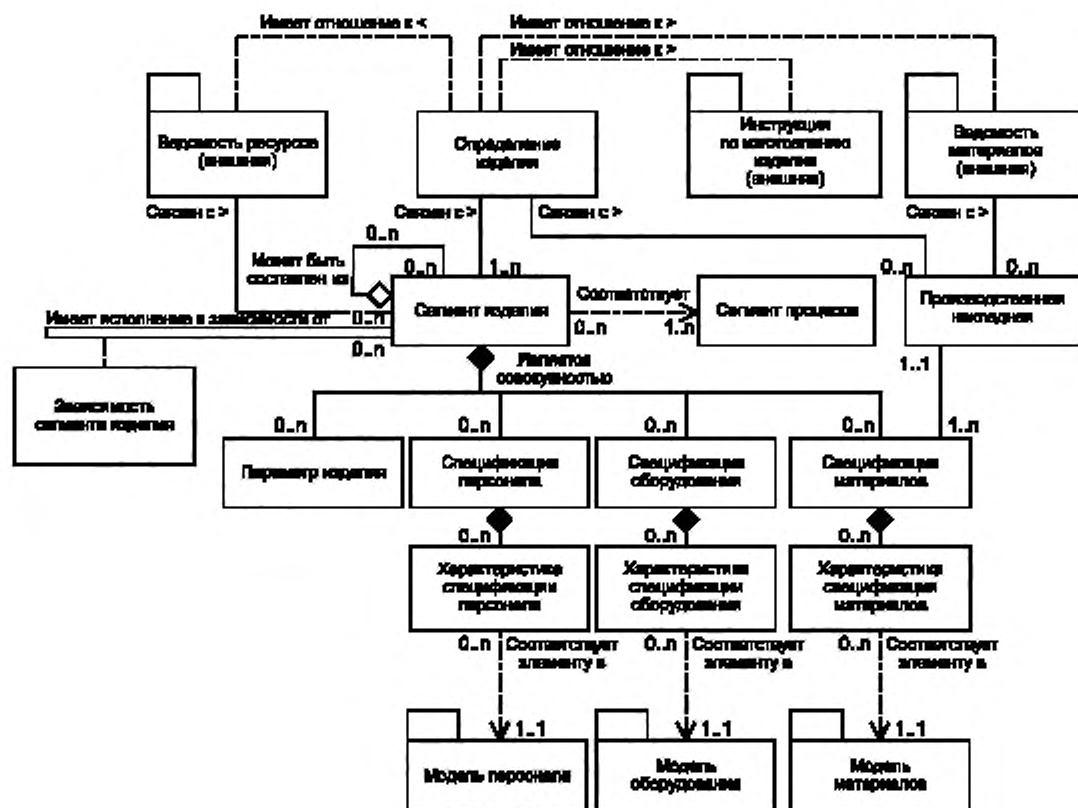 Имеет отношение к <
Имеет отношение к >
Имеет отношение к >
Ведомость ресурсов
(внешняя)
Определение
изделия
Инструкция
по изготовлению
изделия
(внешняя)
Ведомость
материалов
(внешняя)
Связан с >
Связан с >
Связан с >
Связан с >
0..n
Может быть
составлен из
0..n
1..n
0..n
0..n
Сегмент изделия
Соответствует
0..n
1..n
Сегмент процесса
Производственная
накладная
Имеет исполнение в зависимости от
0..n
0..n
1..1
Зависимость
сегмента изделия
Является
совокупностью
0..n
0..n
0..n
0..n
1..n
Параметр изделия
Спецификация
персонала
Спецификация
оборудования
Спецификация
материалов
0..n
0..n
0..n
Характеристика
спецификации
персонала
Характеристика
спецификации
оборудования
Характеристика
спецификации
материалов
0..n
Соответствует
элементу в
0..n
Соответствует
элементу в
0..n
Соответствует
элементу в
1..1
1..1
1..1
Модель персонала
Модель
оборудования
Модель
материалов